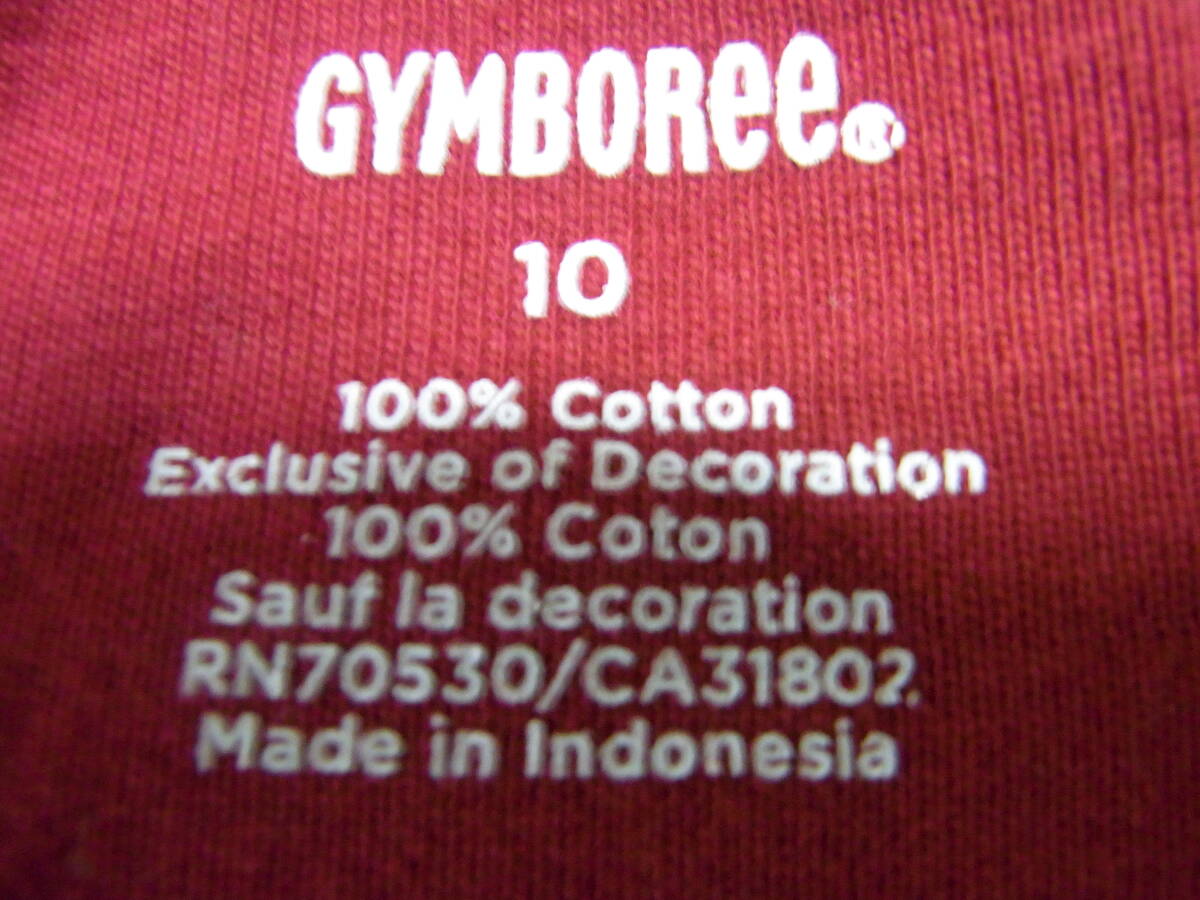 GYMBOREE®
10
100% Cotton
Exclusive of Decoration
100% Coton
Sauf la decoration
RN70530/CA31802.
Made in Indonesia